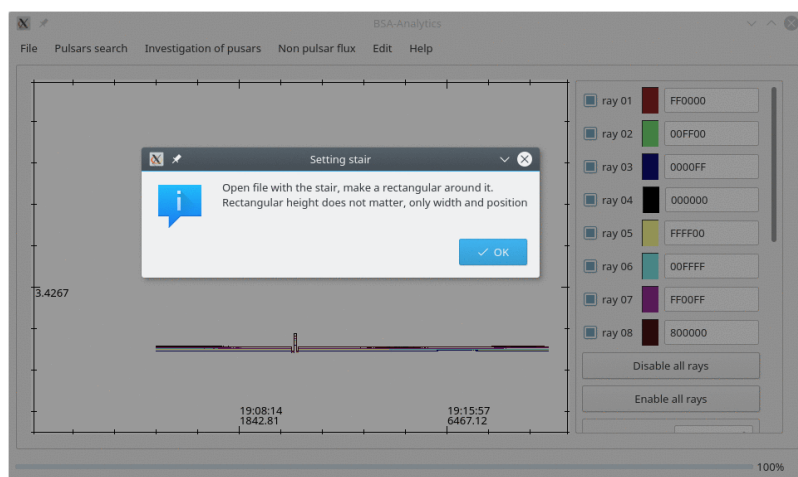 BSA-Analytics
File Pulsars search Investigation of pusars Non pulsar flux Edit Help
ray 01 FF0000
ray 02 00FF00
ray 03 0000FF
ray 04 000000
ray 05 FFFF00
ray 06 00FFFF
ray 07 FF00FF
ray 08 800000
Disable all rays
Enable all rays
Setting stair
Open file with the stair, make a rectangular around it.
Rectangular height does not matter, only width and position
OK
3.4267
19:08:14 19:15:57
1842.81 6467.12
100%